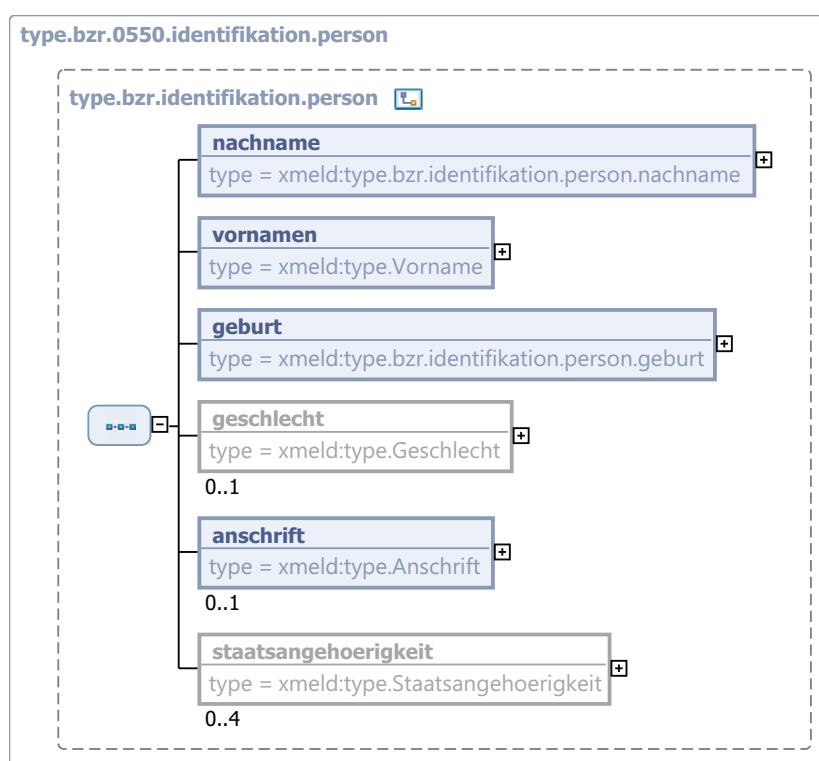 type.bzr.0550.identifikation.person
type.bzr.identifikation.person
nachname
type = xmeld:type.bzr.identifikation.person.nachname
vornamen
type = xmeld:type.Vorname
geburt
type = xmeld:type.bzr.identifikation.person.geburt
geschlecht
type = xmeld:type.Geschlecht
0..1
anschrift
type = xmeld:type.Anschrift
0..1
staatsangehoerigkeit
type = xmeld:type.Staatsangehoerigkeit
0..4